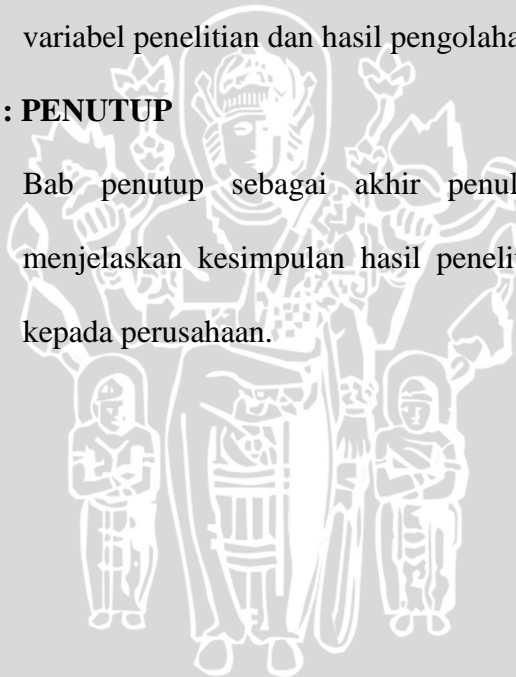 variabel penelitian dan hasil pengolaha
: PENUTUP
Bab penutup sebagai akhir penul
menjelaskan kesimpulan hasil penelit
kepada perusahaan.